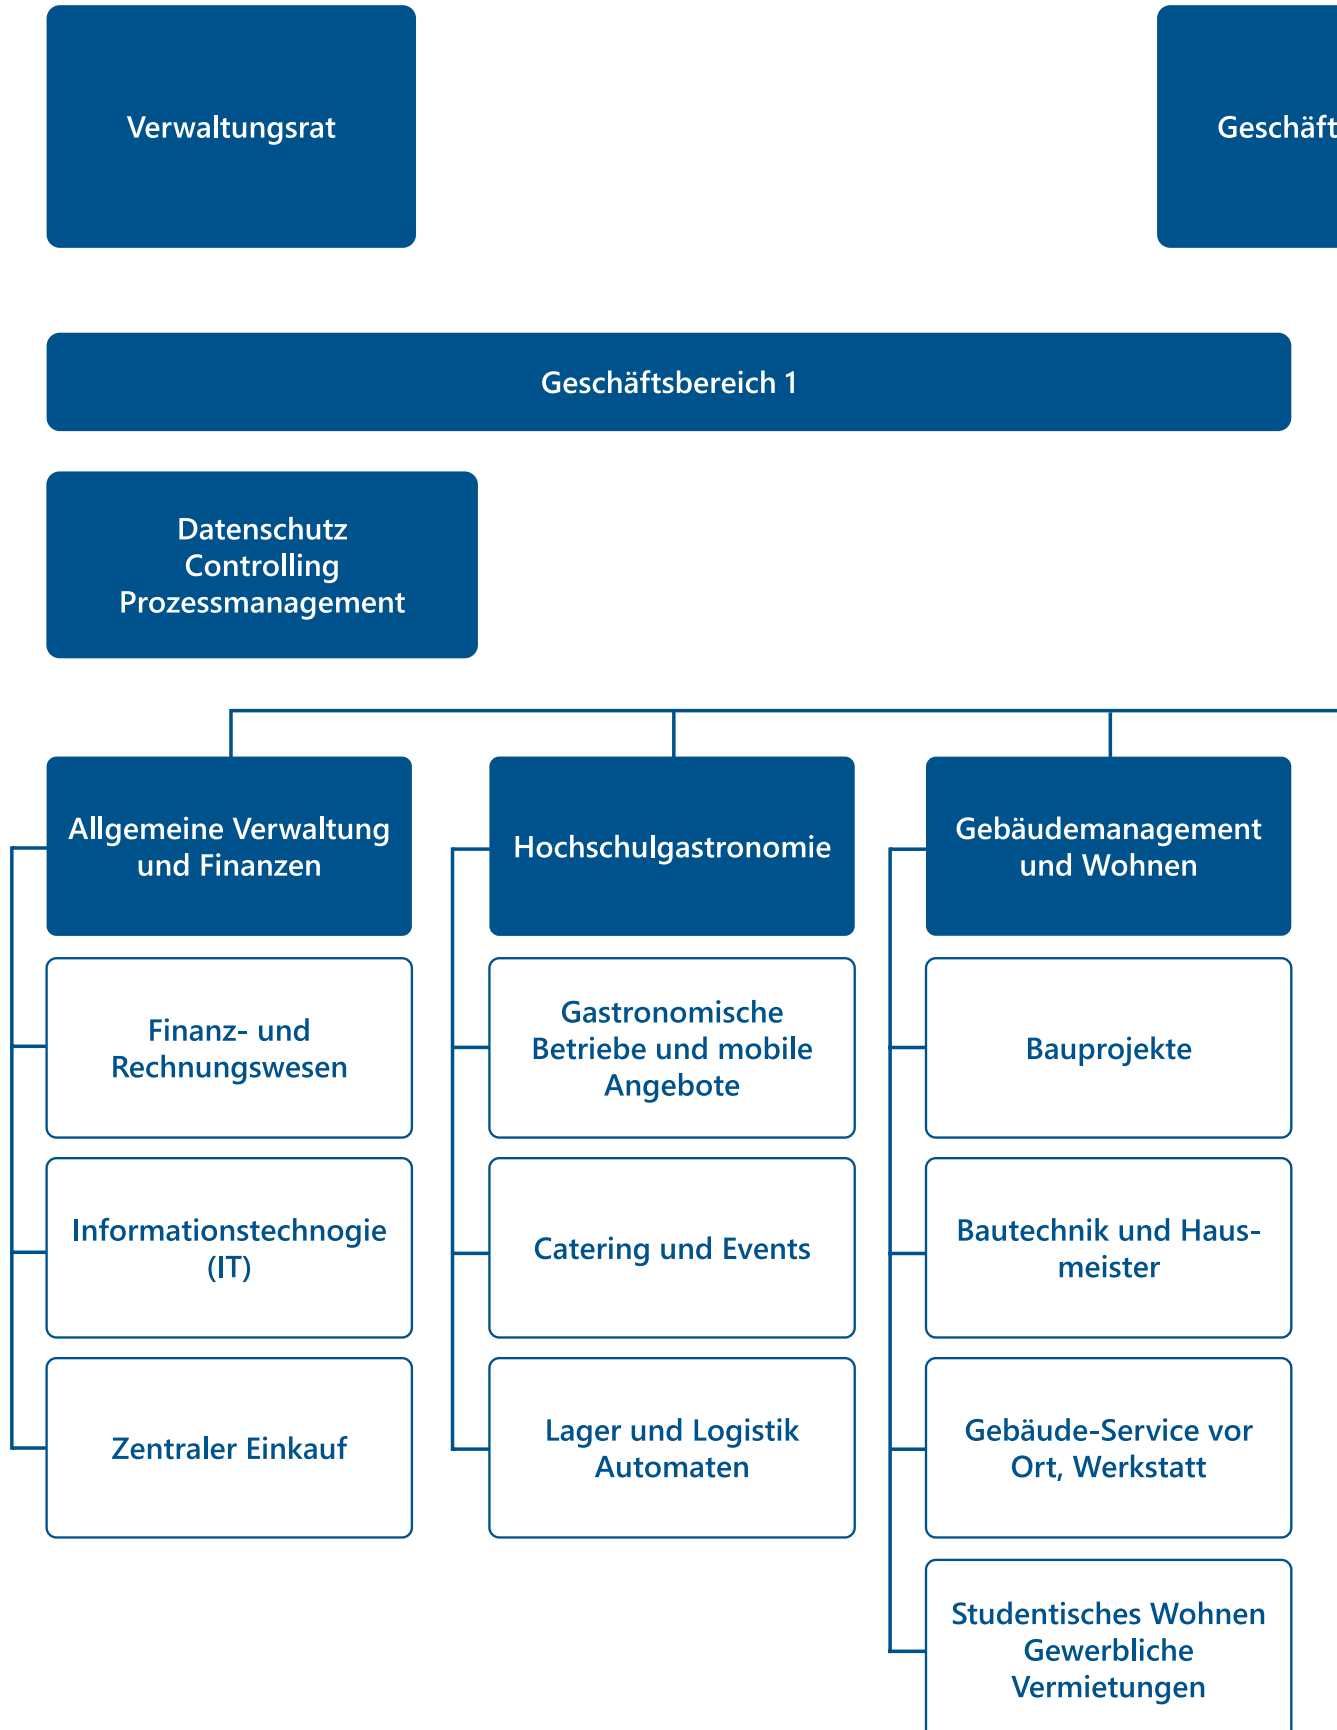 Verwaltungsrat
Geschäft
Geschäftsbereich 1
Datenschutz
Controlling
Prozessmanagement
Allgemeine Verwaltung
und Finanzen
Finanz- und
Rechnungswesen
Informationstechnogie
(IT)
Zentraler Einkauf
Hochschulgastronomie
Gastronomische
Betriebe und mobile
Angebote
Catering und Events
Lager und Logistik
Automaten
Gebäudemanagement
und Wohnen
Bauprojekte
Bautechnik und Haus-
meister
Gebäude-Service vor
Ort, Werkstatt
Studentisches Wohnen
Gewerbliche
Vermietungen